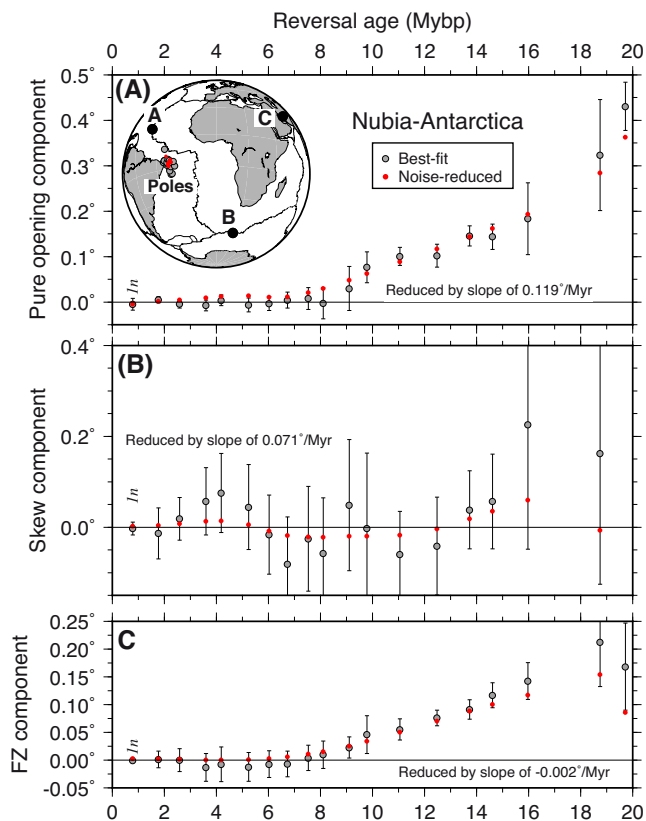 Reversal age (Mybp)
0 2 4 6 8 10 12 14 16 18 20
Pure opening component
0.5°
0.4°
0.3°
0.2°
0.1°
0.0°
(A)
A
C
Poles
B
Nubia-Antarctica
Best-fit
Noise-reduced
1n
Reduced by slope of 0.119°/Myr
Skew component
0.4°
0.2°
0.0°
(B)
Reduced by slope of 0.071°/Myr
1n
FZ component
0.25°
0.20°
0.15°
0.10°
0.05°
0.00°
-0.05°
C
1n
Reduced by slope of -0.002°/Myr
0 2 4 6 8 10 12 14 16 18 20